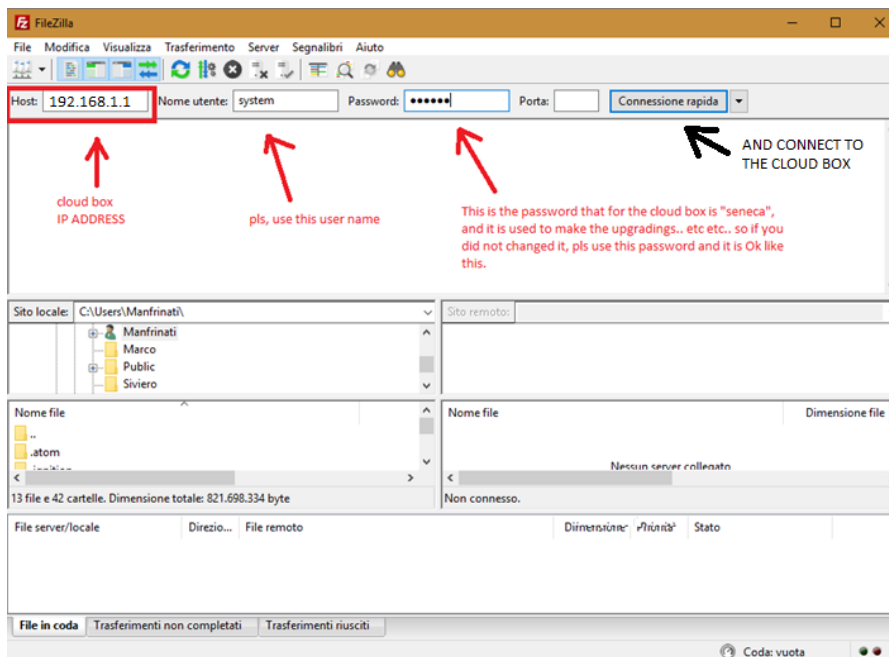 FileZilla
File Modifica Visualizza Trasferimento Server Segnalibri Aiuto
Host: 192.168.1.1 Nome utente: system Password: ●●●●●● Porta: Connessione rapida
AND CONNECT TO
THE CLOUD BOX
cloud box
IP ADDRESS
pls, use this user name
This is the password that for the cloud box is "seneca",
and it is used to make the upgradings.. etc etc.. so if you
did not changed it, pls use this password and it is Ok like
this.
Sito locale: C:\Users\Manfrinati\
Sito remoto:
Manfrinati
Marco
Public
Siviero
Nome file
..
.atom
13 file e 42 cartelle. Dimensione totale: 821.698.334 byte
Nome file Dimensione file
Nessun server collegato
Non connesso.
File server/locale Direzio... File remoto Dimensione Priorità Stato
File in coda Trasferimenti non completati Trasferimenti riusciti
Coda: vuota